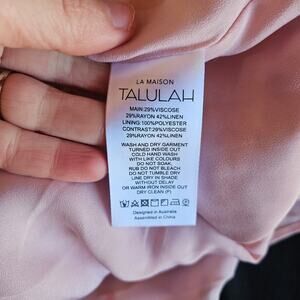 LA MAISON
TALULAH
MAIN:29%VISCOSE
29%RAYON 42%LINEN
LINING:100%POLYESTER
CONTRAST:29%VISCOSE
29%RAYON 42%LINEN
WASH AND DRY GARMENT
TURNED INSIDE OUT
COLD HAND WASH
WITH LIKE COLOURS
DO NOT SOAK,
RUB DO NOT BLEACH.
DO NOT TUMBLE DRY
LINE DRY IN SHADE
WITHOUT DELAY
OR WARM IRON INSIDE OUT
DRY CLEAN (P)
Designed in Australia
Assembled in China